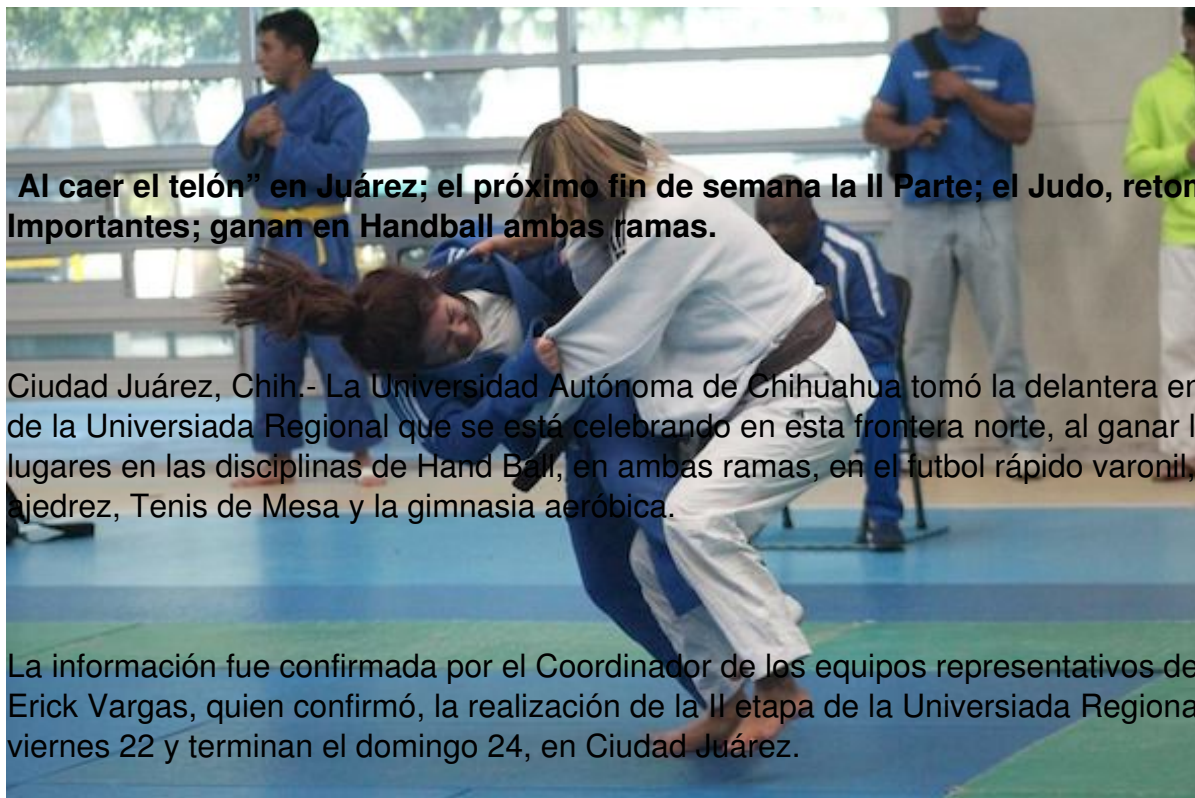 Al caer el telón” en Juárez; el próximo fin de semana la II Parte; el Judo, retom
Importantes; ganan en Handball ambas ramas.
Ciudad Juárez, Chih.- La Universidad Autónoma de Chihuahua tomó la delantera en
de la Universiada Regional que se está celebrando en esta frontera norte, al ganar l
lugares en las disciplinas de Hand Ball, en ambas ramas, en el futbol rápido varonil,
ajedrez, Tenis de Mesa y la gimnasia aeróbica.
La información fue confirmada por el Coordinador de los equipos representativos de
Erick Vargas, quien confirmó, la realización de la II etapa de la Universiada Regiona
viernes 22 y terminan el domingo 24, en Ciudad Juárez.